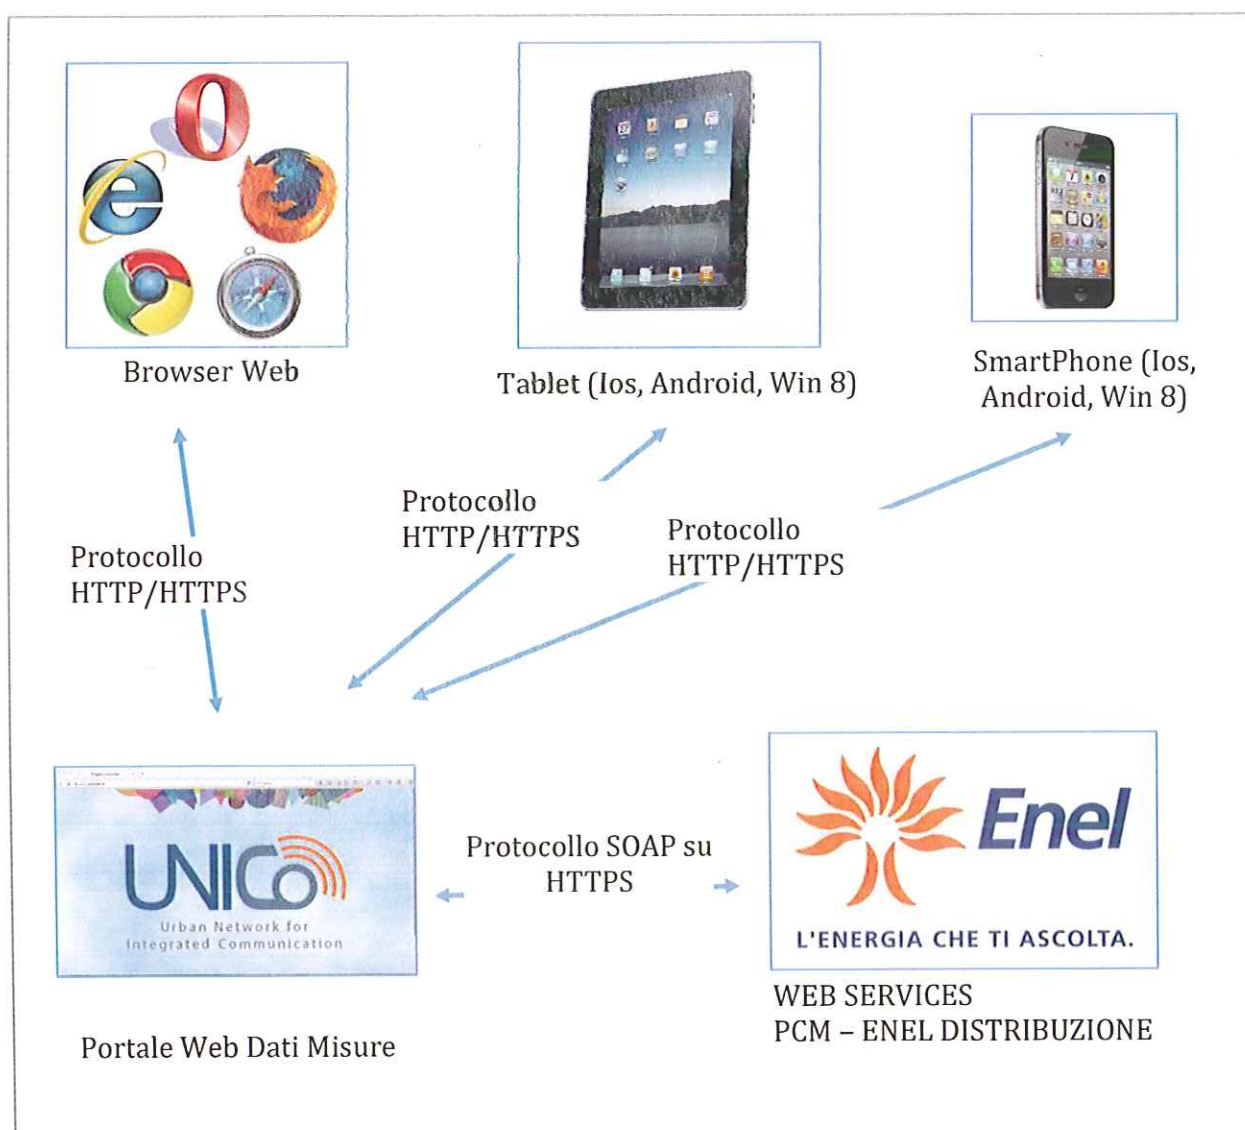 Browser Web
Tablet (Ios, Android, Win 8)
SmartPhone (Ios,
Android, Win 8)
Protocollo
HTTP/HTTPS
Protocollo
HTTP/HTTPS
Protocollo
HTTP/HTTPS
UNICo
Urban Network for
Integrated Communication
Protocollo SOAP su
HTTPS
Enel
L'ENERGIA CHE TI ASCOLTA.
WEB SERVICES
PCM – ENEL DISTRIBUZIONE
Portale Web Dati Misure